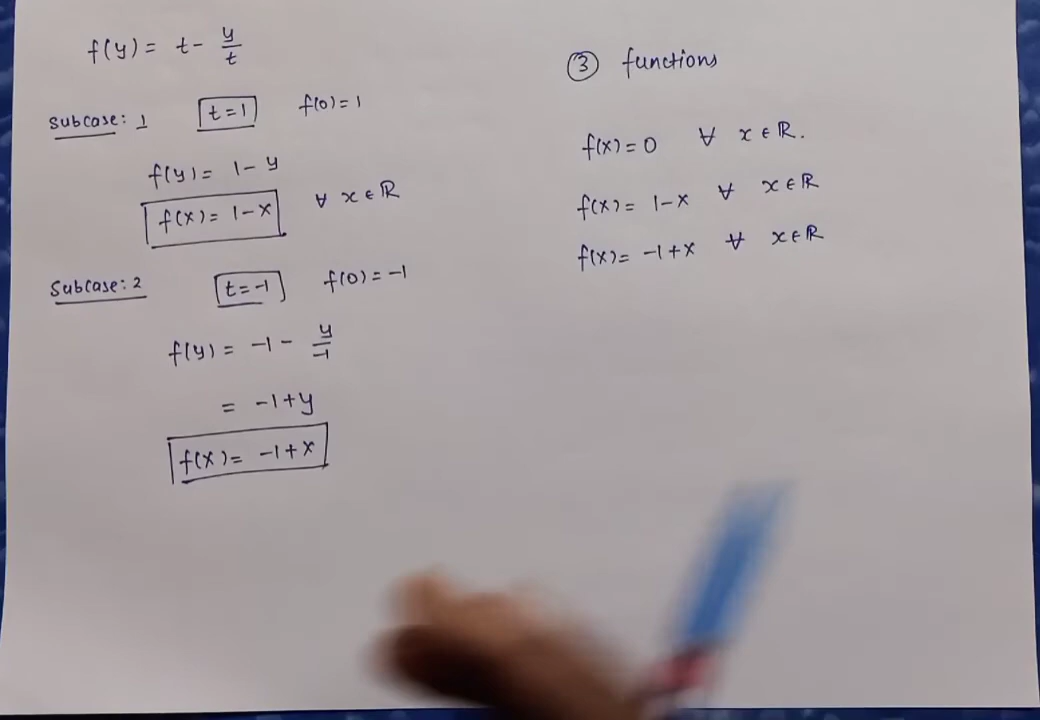 f(y) = t - y/t
Subcase: 1 t=1 f(0)=1
f(y) = 1-y
f(x) = 1-x ∀ x∈ℝ
Subcase: 2 t=-1 f(0)=-1
f(y) = -1 - y/-1
= -1+y
f(x) = -1+x
③ functions
f(x)=0 ∀ x∈ℝ.
f(x)= 1-x ∀ x∈ℝ
f(x)= -1+x ∀ x∈ℝ